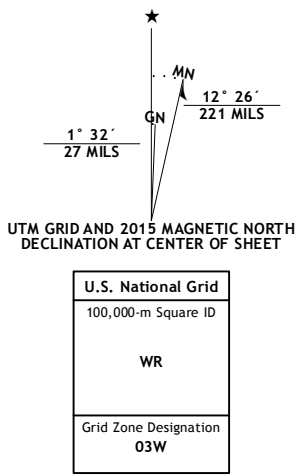 ★
MN
GN
12° 26´
221 MILS
1° 32´
27 MILS
UTM GRID AND 2015 MAGNETIC NORTH
DECLINATION AT CENTER OF SHEET
U.S. National Grid
100,000-m Square ID
WR
Grid Zone Designation
03W